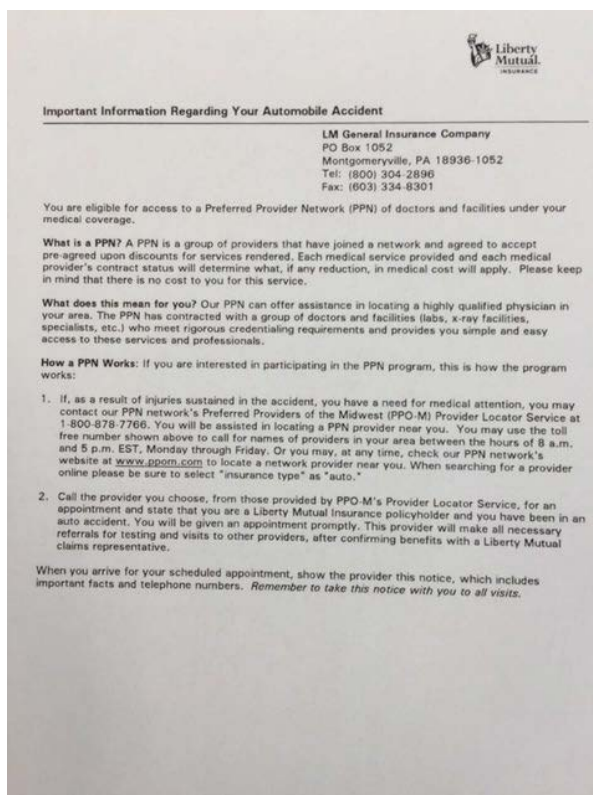 Liberty
Mutual.
INSURANCE
Important Information Regarding Your Automobile Accident
LM General Insurance Company
PO Box 1052
Montgomeryville, PA 18936-1052
Tel: (800) 304-2896
Fax: (603) 334-8301
You are eligible for access to a Preferred Provider Network (PPN) of doctors and facilities under your
medical coverage.
What is a PPN? A PPN is a group of providers that have joined a network and agreed to accept
pre-agreed upon discounts for services rendered. Each medical service provided and each medical
provider's contract status will determine what, if any reduction, in medical cost will apply. Please keep
in mind that there is no cost to you for this service.
What does this mean for you? Our PPN can offer assistance in locating a highly qualified physician in
your area. The PPN has contracted with a group of doctors and facilities (labs, x-ray facilities,
specialists, etc.) who meet rigorous credentialing requirements and provides you simple and easy
access to these services and professionals.
How a PPN Works: If you are interested in participating in the PPN program, this is how the program
works:
1. If, as a result of injuries sustained in the accident, you have a need for medical attention, you may
contact our PPN network's Preferred Providers of the Midwest (PPO-M) Provider Locator Service at
1-800-878-7766. You will be assisted in locating a PPN provider near you. You may use the toll
free number shown above to call for names of providers in your area between the hours of 8 a.m.
and 5 p.m. EST, Monday through Friday. Or you may, at any time, check our PPN network's
website at www.ppom.com to locate a network provider near you. When searching for a provider
online please be sure to select "insurance type" as "auto."
2. Call the provider you choose, from those provided by PPO-M's Provider Locator Service, for an
appointment and state that you are a Liberty Mutual Insurance policyholder and you have been in an
auto accident. You will be given an appointment promptly. This provider will make all necessary
referrals for testing and visits to other providers, after confirming benefits with a Liberty Mutual
claims representative.
When you arrive for your scheduled appointment, show the provider this notice, which includes
important facts and telephone numbers. Remember to take this notice with you to all visits.